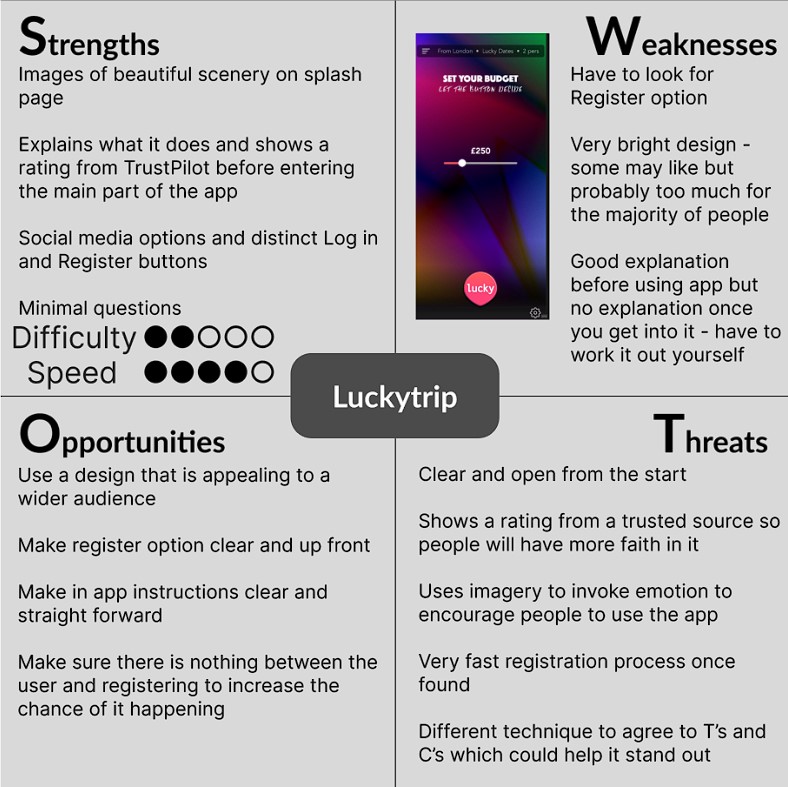 Strengths
Images of beautiful scenery on splash
page
Explains what it does and shows a
rating from TrustPilot before entering
the main part of the app
Social media options and distinct Log in
and Register buttons
Minimal questions
Difficulty
Speed
From London • Lucky Dates • 2 pers
SET YOUR BUDGET
LET THE BUTTON DECIDE
£250
lucky
Weaknesses
Have to look for
Register option
Very bright design -
some may like but
probably too much for
the majority of people
Good explanation
before using app but
no explanation once
you get into it - have to
work it out yourself
Luckytrip
Opportunities
Use a design that is appealing to a
wider audience
Make register option clear and up front
Make in app instructions clear and
straight forward
Make sure there is nothing between the
user and registering to increase the
chance of it happening
Threats
Clear and open from the start
Shows a rating from a trusted source so
people will have more faith in it
Uses imagery to invoke emotion to
encourage people to use the app
Very fast registration process once
found
Different technique to agree to T's and
C's which could help it stand out